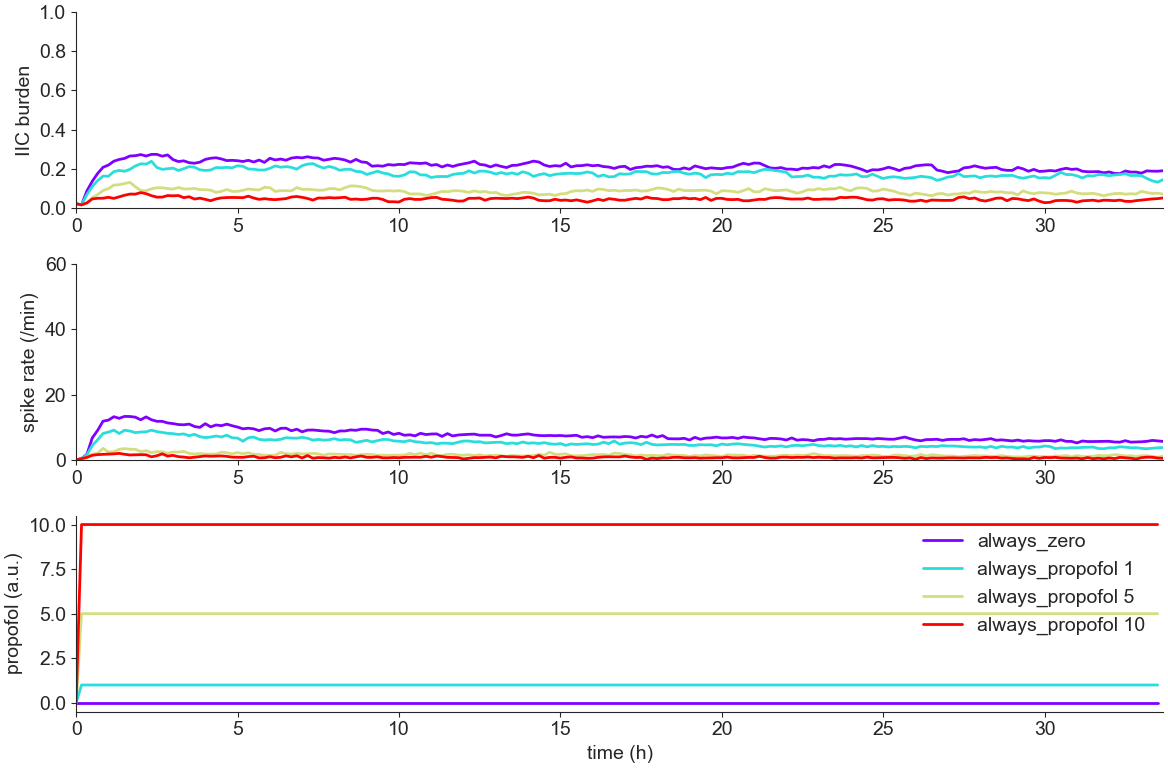 IIC burden
1.0
0.8
0.6
0.4
0.2
0.0
0 5 10 15 20 25 30
spike rate (/min)
60
40
20
0
0 5 10 15 20 25 30
propofol (a.u.)
10.0
7.5
5.0
2.5
0.0
always_zero
always_propofol 1
always_propofol 5
always_propofol 10
0 5 10 15 20 25 30
time (h)